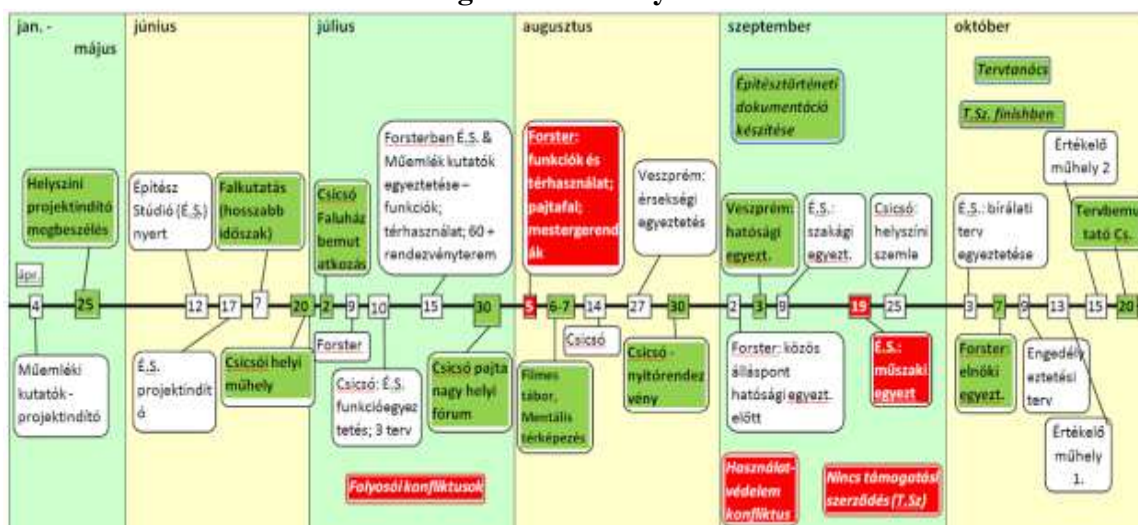 jan. -
május
június
július
augusztus
szeptember
október
Helyszíni
projektindító
megbeszélés
Építész
Stúdió (É.S.)
nyert
Falkutatás
(hosszabb
időszak)
Csicsó
Faluház
bemut
atkozás
Forsterben É.S. &
Műemlék kutatók
egyeztetése –
funkciók;
térhasználat; 60 +
rendezvényterem
Forster:
funkciók és
térhasználat;
pajtafal;
mestergerend
ák
Veszprém:
érsekségi
egyeztetés
Építésztörténeti
dokumentáció
készítése
Veszprém:
hatósági
egyezt.
É.S.:
szakági
egyezt.
Csicsó:
helyszíni
szemle
Tervtanács
T.Sz. finishben
Értékelő
műhely 2
É.S.: bírálati
terv
egyeztetése
Tervbemu
tató Cs.
ápr.
4
25
12
17
7
20
2
9
10
15
30
5
6-7
14
27
30
2
3
9
19
25
3
7
9
13
15
20
Műemléki
kutatók -
projektindító
É.S.
projektindít
ó
Csicsói helyi
műhely
Forster
Csicsó: É.S.
funkcióegyez
tetés; 3 terv
Csicsó pajta
nagy helyi
fórum
Filmes
tábor,
Mentális
térképezés
Csicsó
Csicsó -
nyitórendez
vény
Forster: közös
álláspont
hatósági egyezt.
előtt
É.S.:
műszaki
egyezt
Forster:
elnöki
egyezt.
Engedély
eztetési
terv
Értékelő
műhely
1.
Folyosói konfliktusok
Használat-
védelem
konfliktus
Nincs támogatási
szerződés (T.Sz)